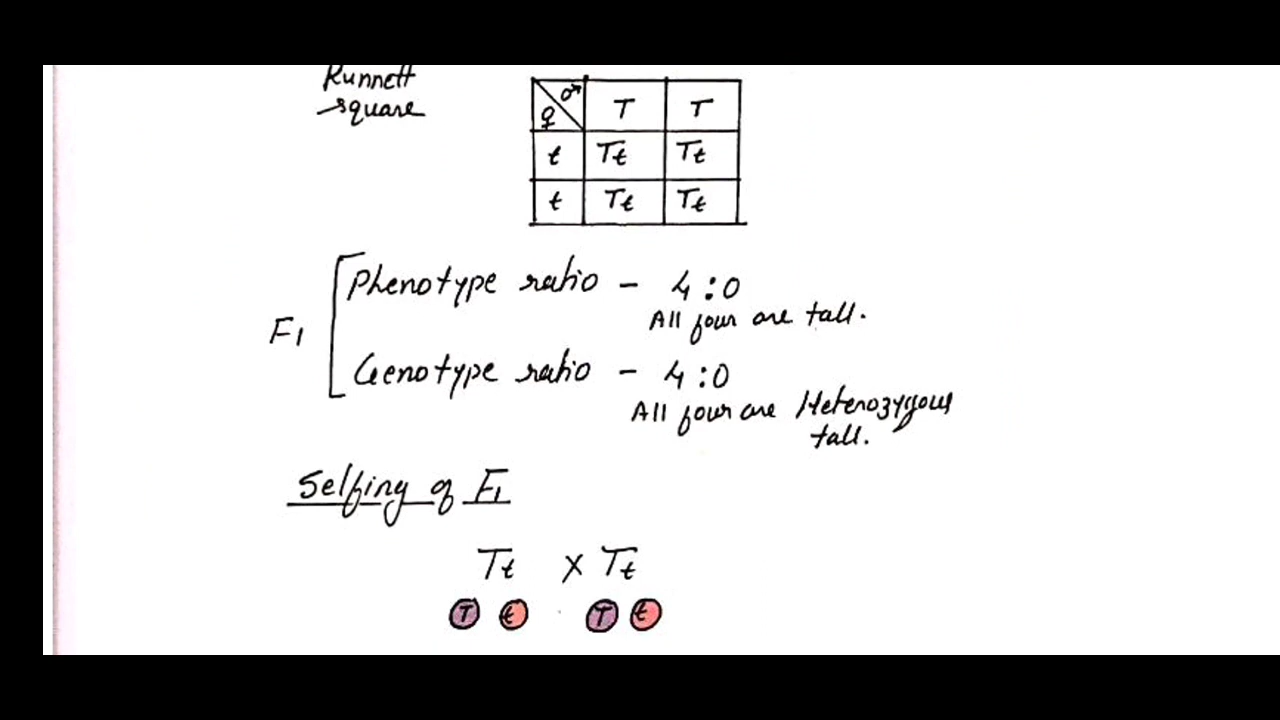 Punnett
square
♂ T T
♀
t Tt Tt
t Tt Tt
Phenotype ratio - 4:0
All four are tall.
F1
Genotype ratio - 4:0
All four are Heterozygous
tall.
Selfing of F1
Tt x Tt
T t T t